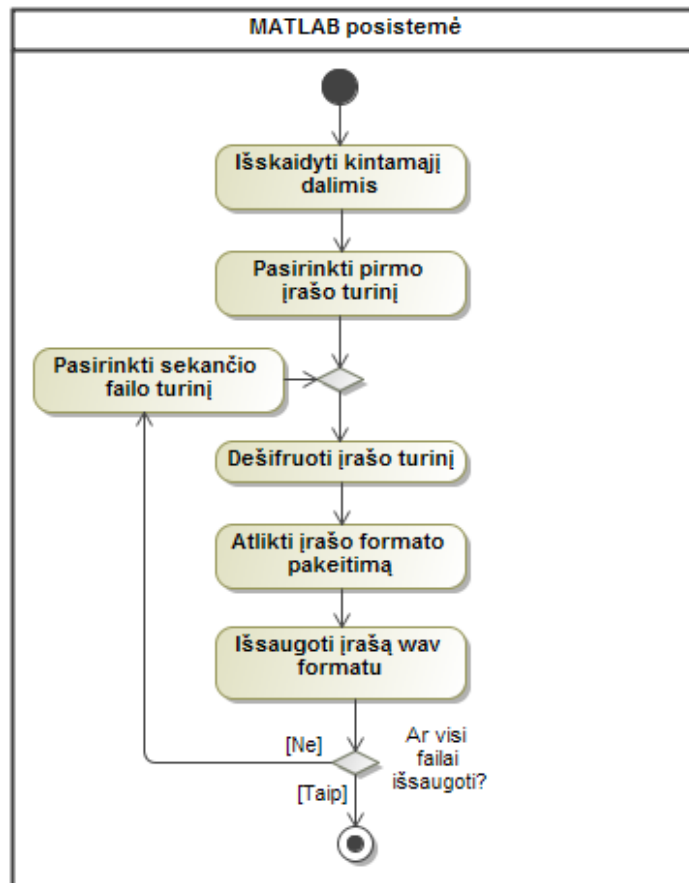 MATLAB posistemė
Išskaidyti kintamąjį
dalimis
Pasirinkti pirmo
įrašo turinį
Pasirinkti sekančio
failo turinį
Dešifruoti įrašo turinį
Atlikti įrašo formato
pakeitimą
Išsaugoti įrašą wav
formatu
[Ne]
Ar visi
failai
išsaugoti?
[Taip]